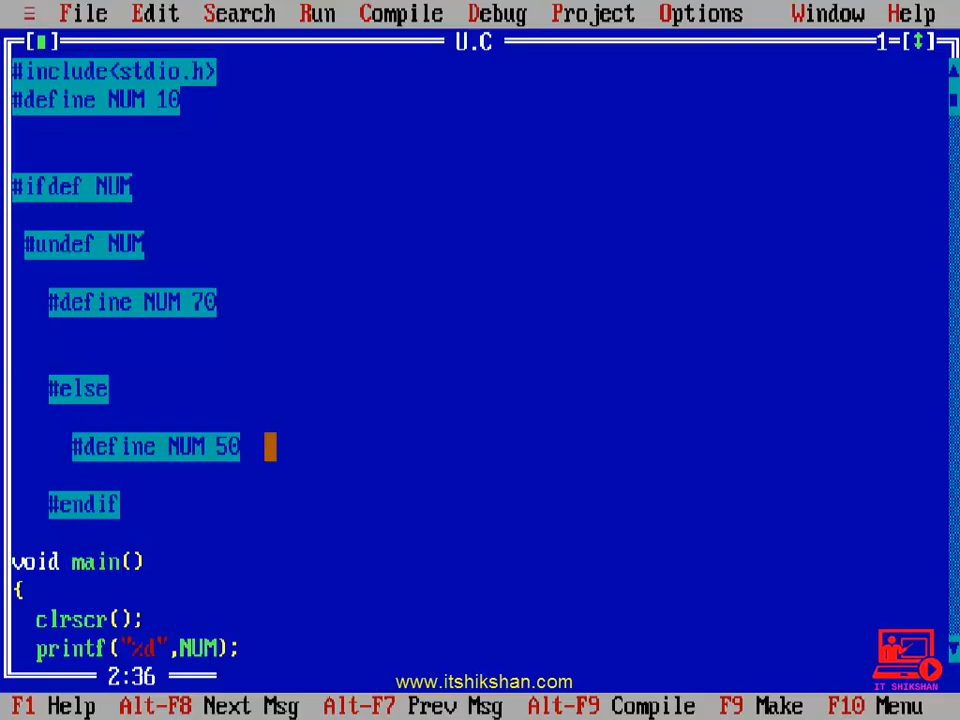 ≡ File Edit Search Run Compile Debug Project Options Window Help
[■] U.C 1=[↕]
#include<stdio.h>
#define NUM 10
#ifdef NUM
#undef NUM
#define NUM 70
#else
#define NUM 50
#endif
void main()
{
clrscr();
printf("%d",NUM);
2:36
www.itshikshan.com
IT SHIKSHAN
F1 Help Alt-F8 Next Msg Alt-F7 Prev Msg Alt-F9 Compile F9 Make F10 Menu